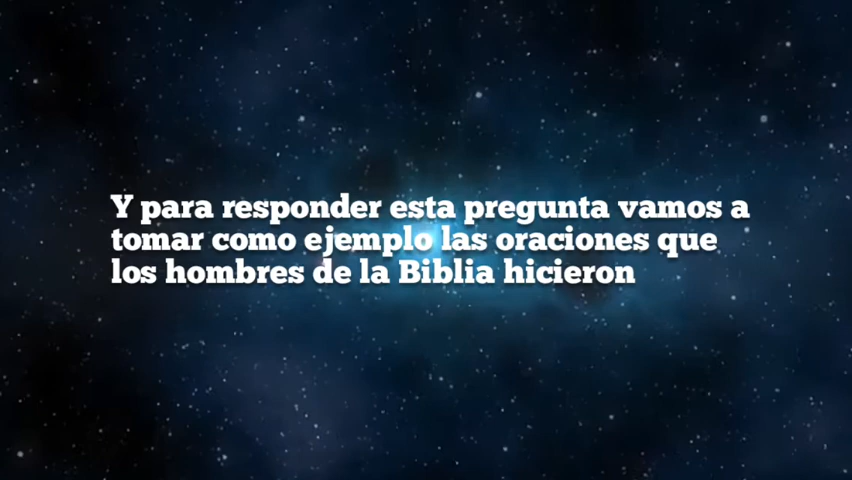 Y para responder esta pregunta vamos a
tomar como ejemplo las oraciones que
los hombres de la Biblia hicieron